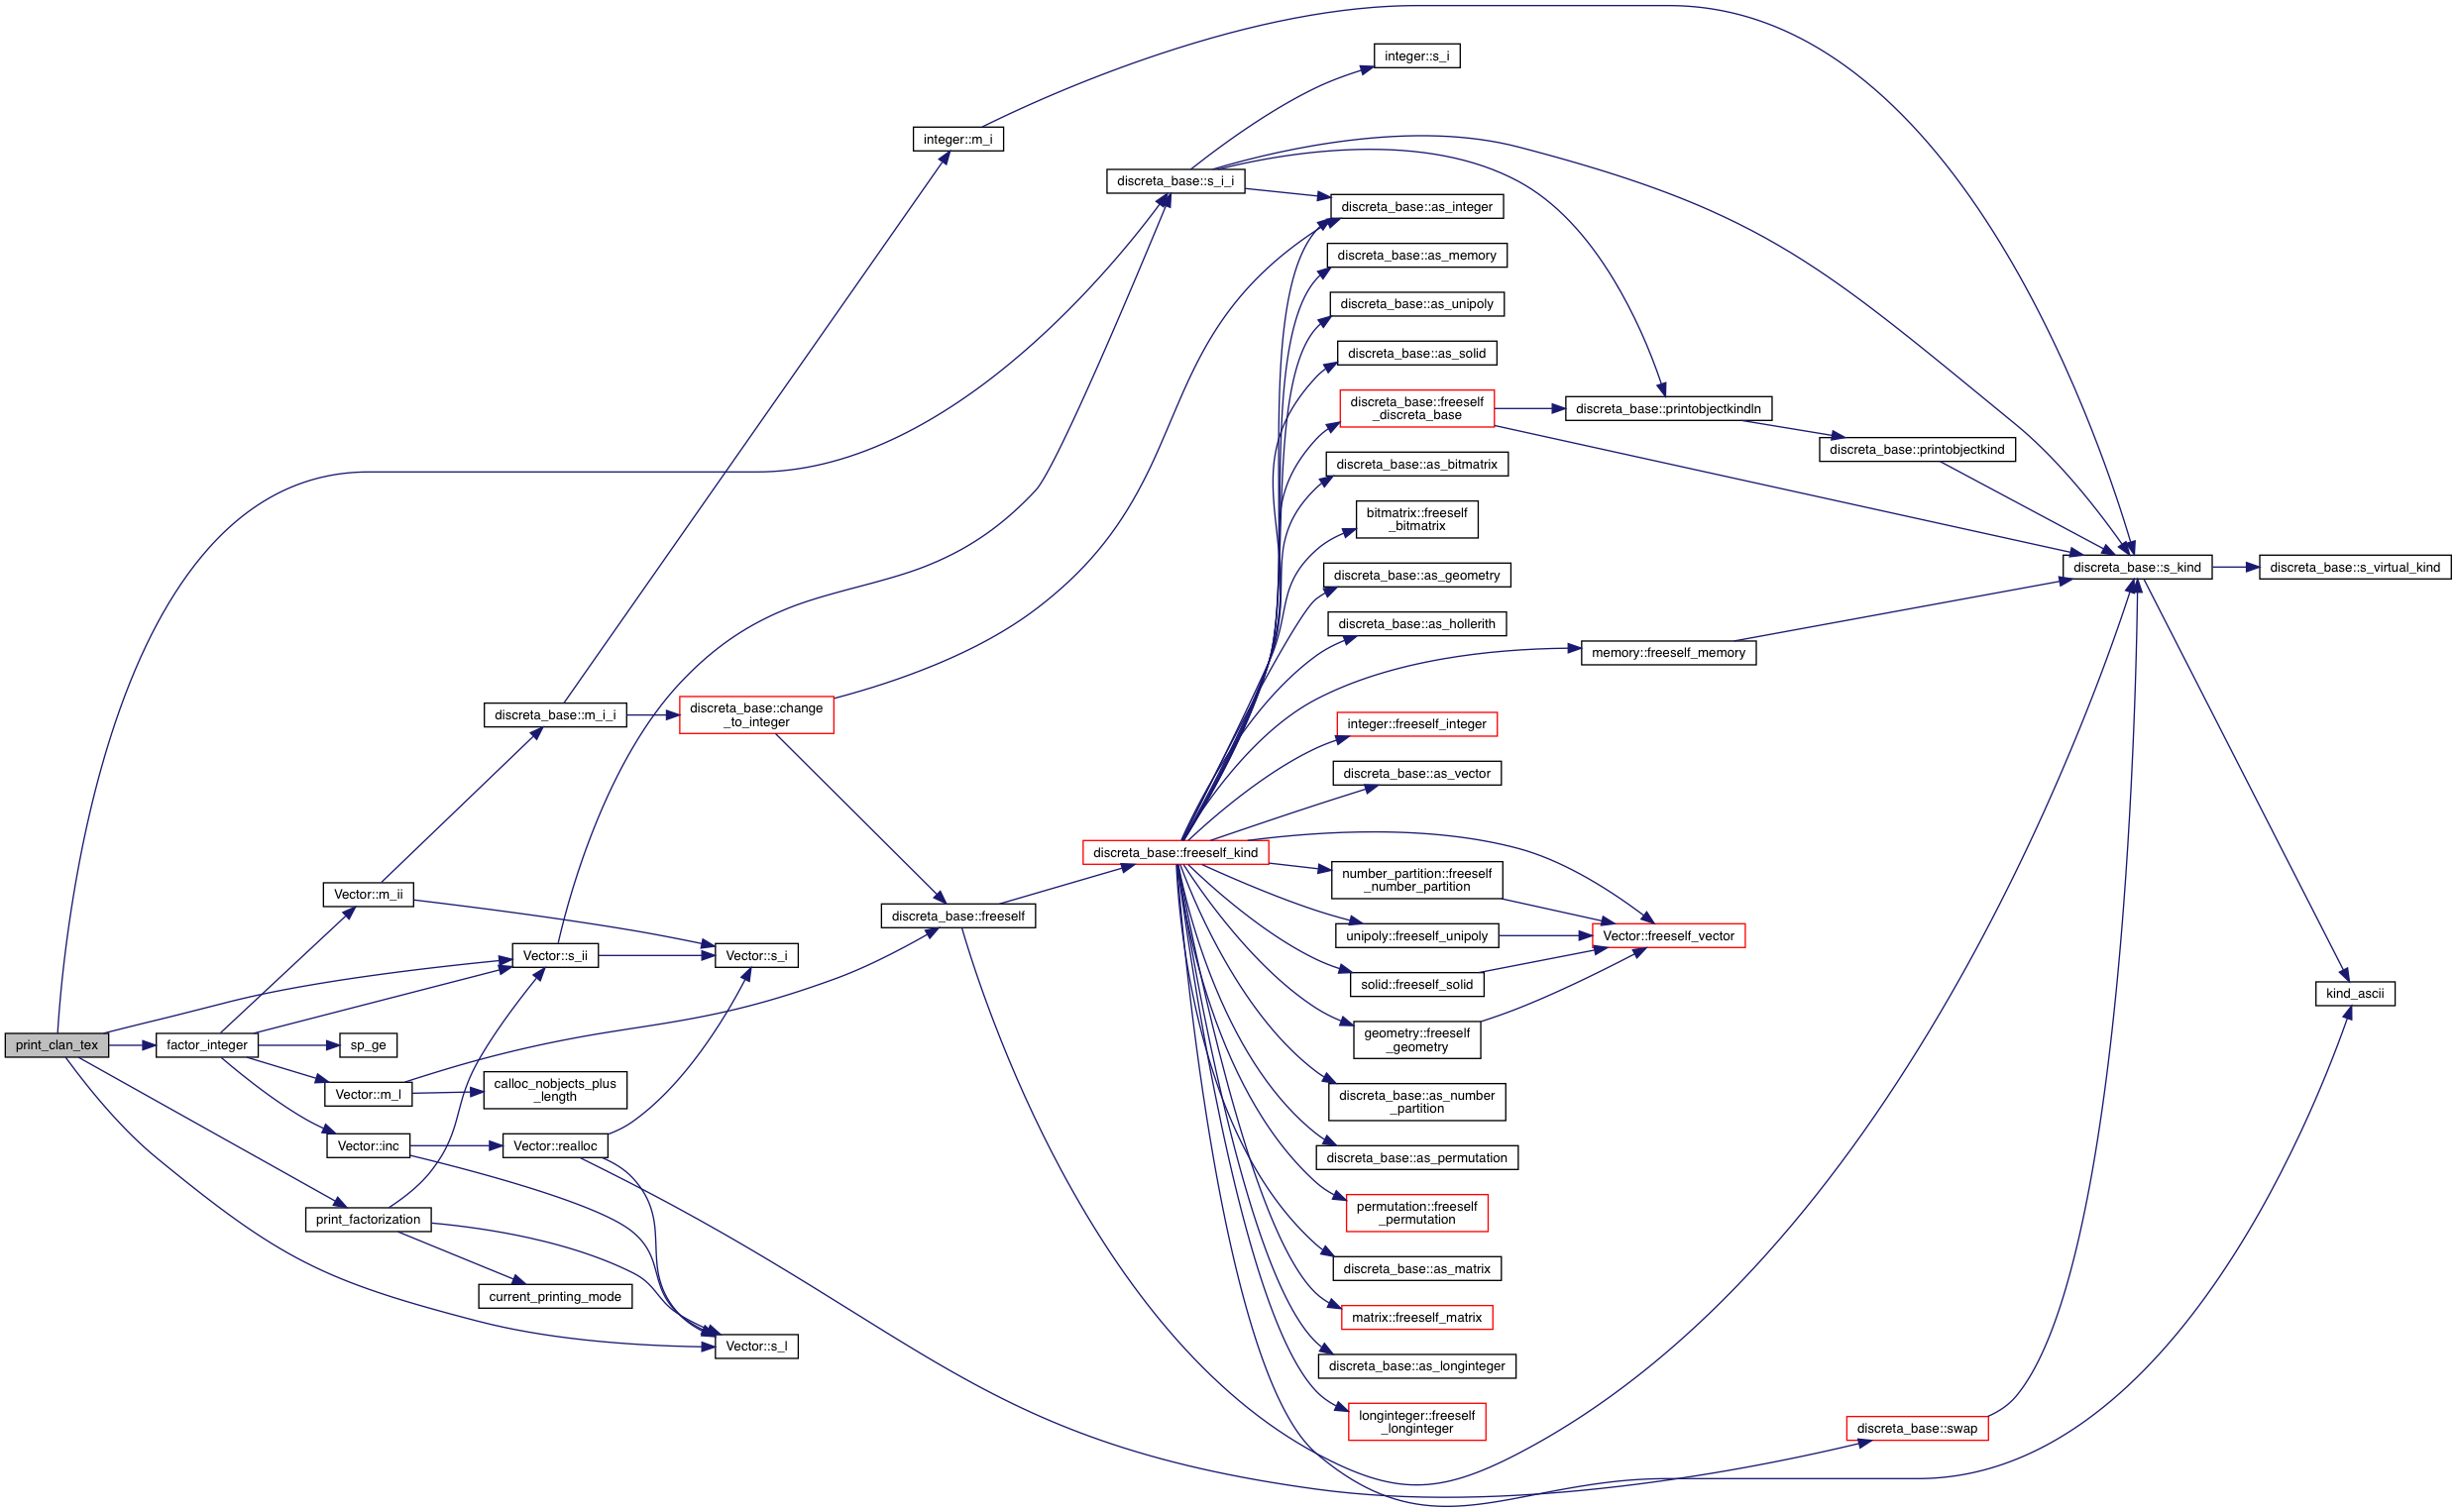 integer::s_i
integer::m_i
discreta_base::s_i_i
discreta_base::as_integer
discreta_base::as_memory
discreta_base::as_unipoly
discreta_base::as_solid
discreta_base::freeself
_discreta_base
discreta_base::printobjectkindln
discreta_base::printobjectkind
discreta_base::as_bitmatrix
bitmatrix::freeself
_bitmatrix
discreta_base::as_geometry
discreta_base::s_kind
discreta_base::s_virtual_kind
discreta_base::as_hollerith
memory::freeself_memory
discreta_base::m_i_i
discreta_base::change
_to_integer
integer::freeself_integer
discreta_base::as_vector
discreta_base::freeself_kind
number_partition::freeself
_number_partition
Vector::m_ii
discreta_base::freeself
unipoly::freeself_unipoly
Vector::freeself_vector
Vector::s_ii
Vector::s_i
solid::freeself_solid
kind_ascii
print_clan_tex
factor_integer
sp_ge
geometry::freeself
_geometry
Vector::m_l
calloc_nobjects_plus
_length
discreta_base::as_number
_partition
Vector::inc
Vector::realloc
discreta_base::as_permutation
print_factorization
permutation::freeself
_permutation
discreta_base::as_matrix
current_printing_mode
matrix::freeself_matrix
Vector::s_l
discreta_base::as_longinteger
longinteger::freeself
_longinteger
discreta_base::swap